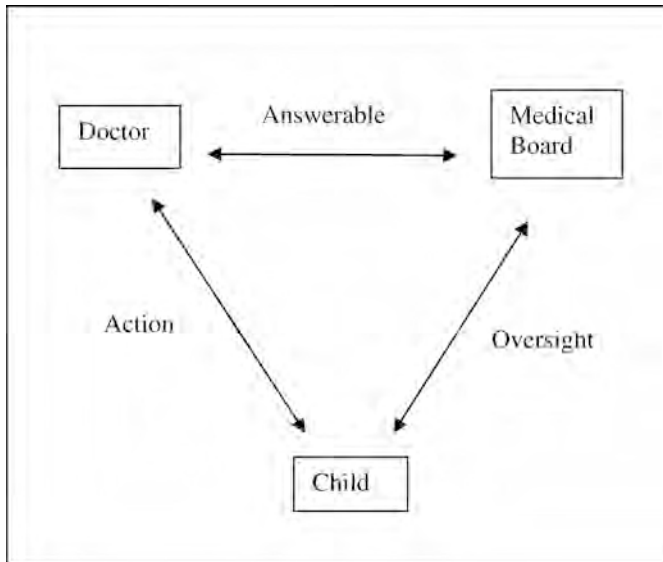 Answerable
Doctor
Medical
Board
Action
Oversight
Child